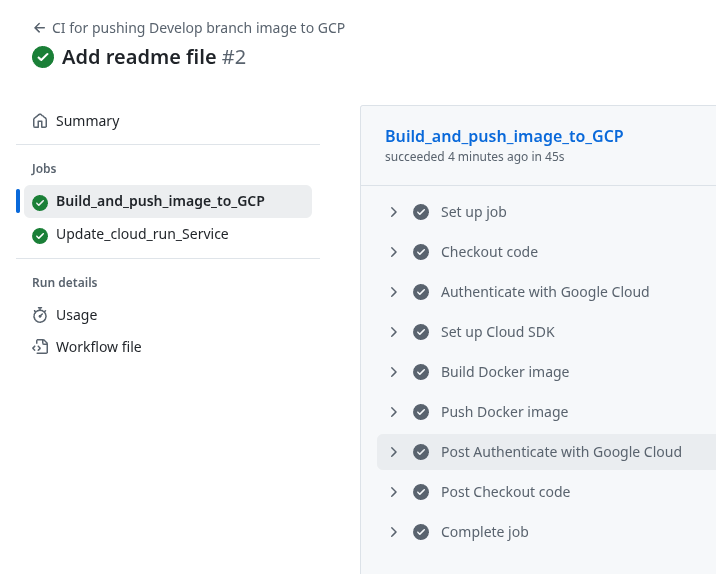 CI for pushing Develop branch image to GCP
Add readme file #2
Summary
Jobs
Build_and_push_image_to_GCP
Update_cloud_run_Service
Run details
Usage
Workflow file
Build_and_push_image_to_GCP
succeeded 4 minutes ago in 45s
Set up job
Checkout code
Authenticate with Google Cloud
Set up Cloud SDK
Build Docker image
Push Docker image
Post Authenticate with Google Cloud
Post Checkout code
Complete job